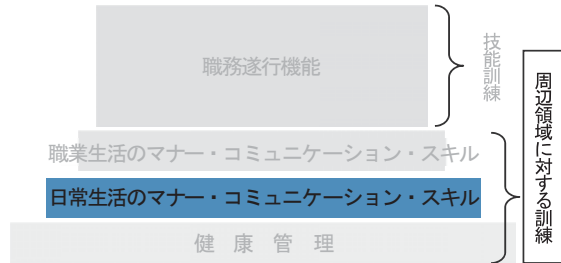 職務遂行機能
技能訓練
職業生活のマナー・コミュニケーション・スキル
日常生活のマナー・コミュニケーション・スキル
健康管理
周辺領域に対する訓練